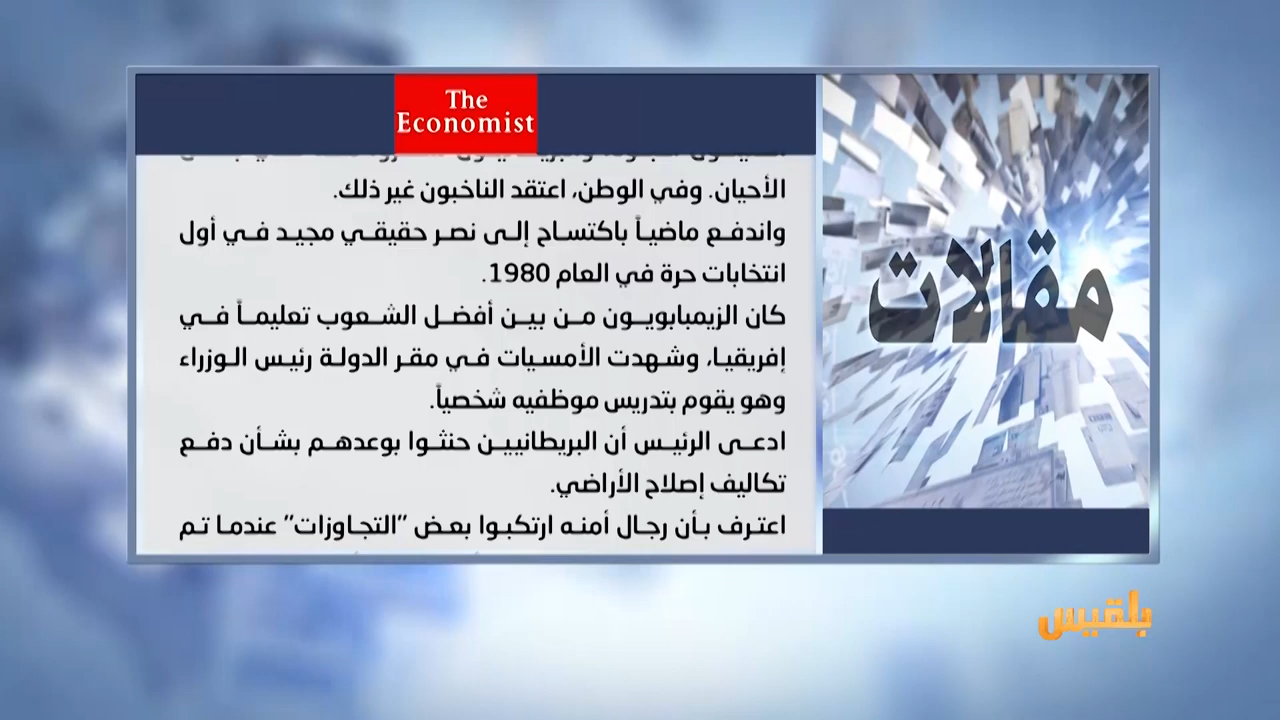 The
Economist
الأحيان. وفي الوطن، اعتقد الناخبون غير ذلك.
واندفع ماضياً باكتساح إلى نصر حقيقي مجيد في أول
انتخابات حرة في العام 1980.
كان الزيمبابويون من بين أفضل الشعوب تعليماً في
إفريقيا، وشهدت الأمسيات في مقر الدولة رئيس الوزراء
وهو يقوم بتدريس موظفيه شخصياً.
ادعى الرئيس أن البريطانيين حنثوا بوعدهم بشأن دفع
تكاليف إصلاح الأراضي.
اعترف بأن رجال أمنه ارتكبوا بعض "التجاوزات" عندما تم
مقالات
بلقيس